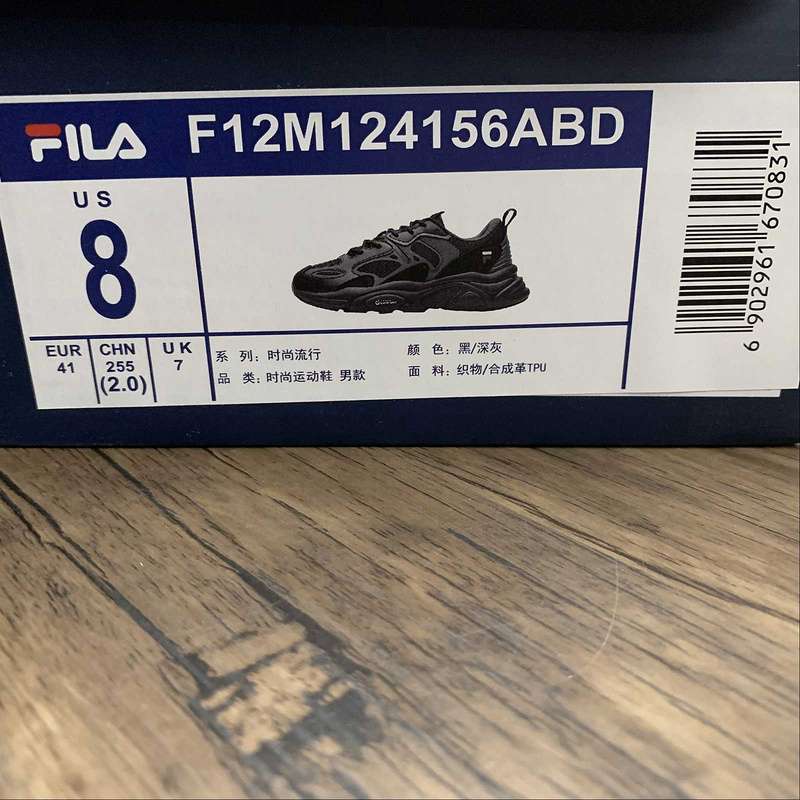 FILA F12M124156ABD
US
8
EUR
41
CHN
255
(2.0)
UK
7
系 列: 时尚流行
品 类: 时尚运动鞋 男款
颜 色: 黑/深灰
面 料: 织物/合成革TPU
6 902961 670831